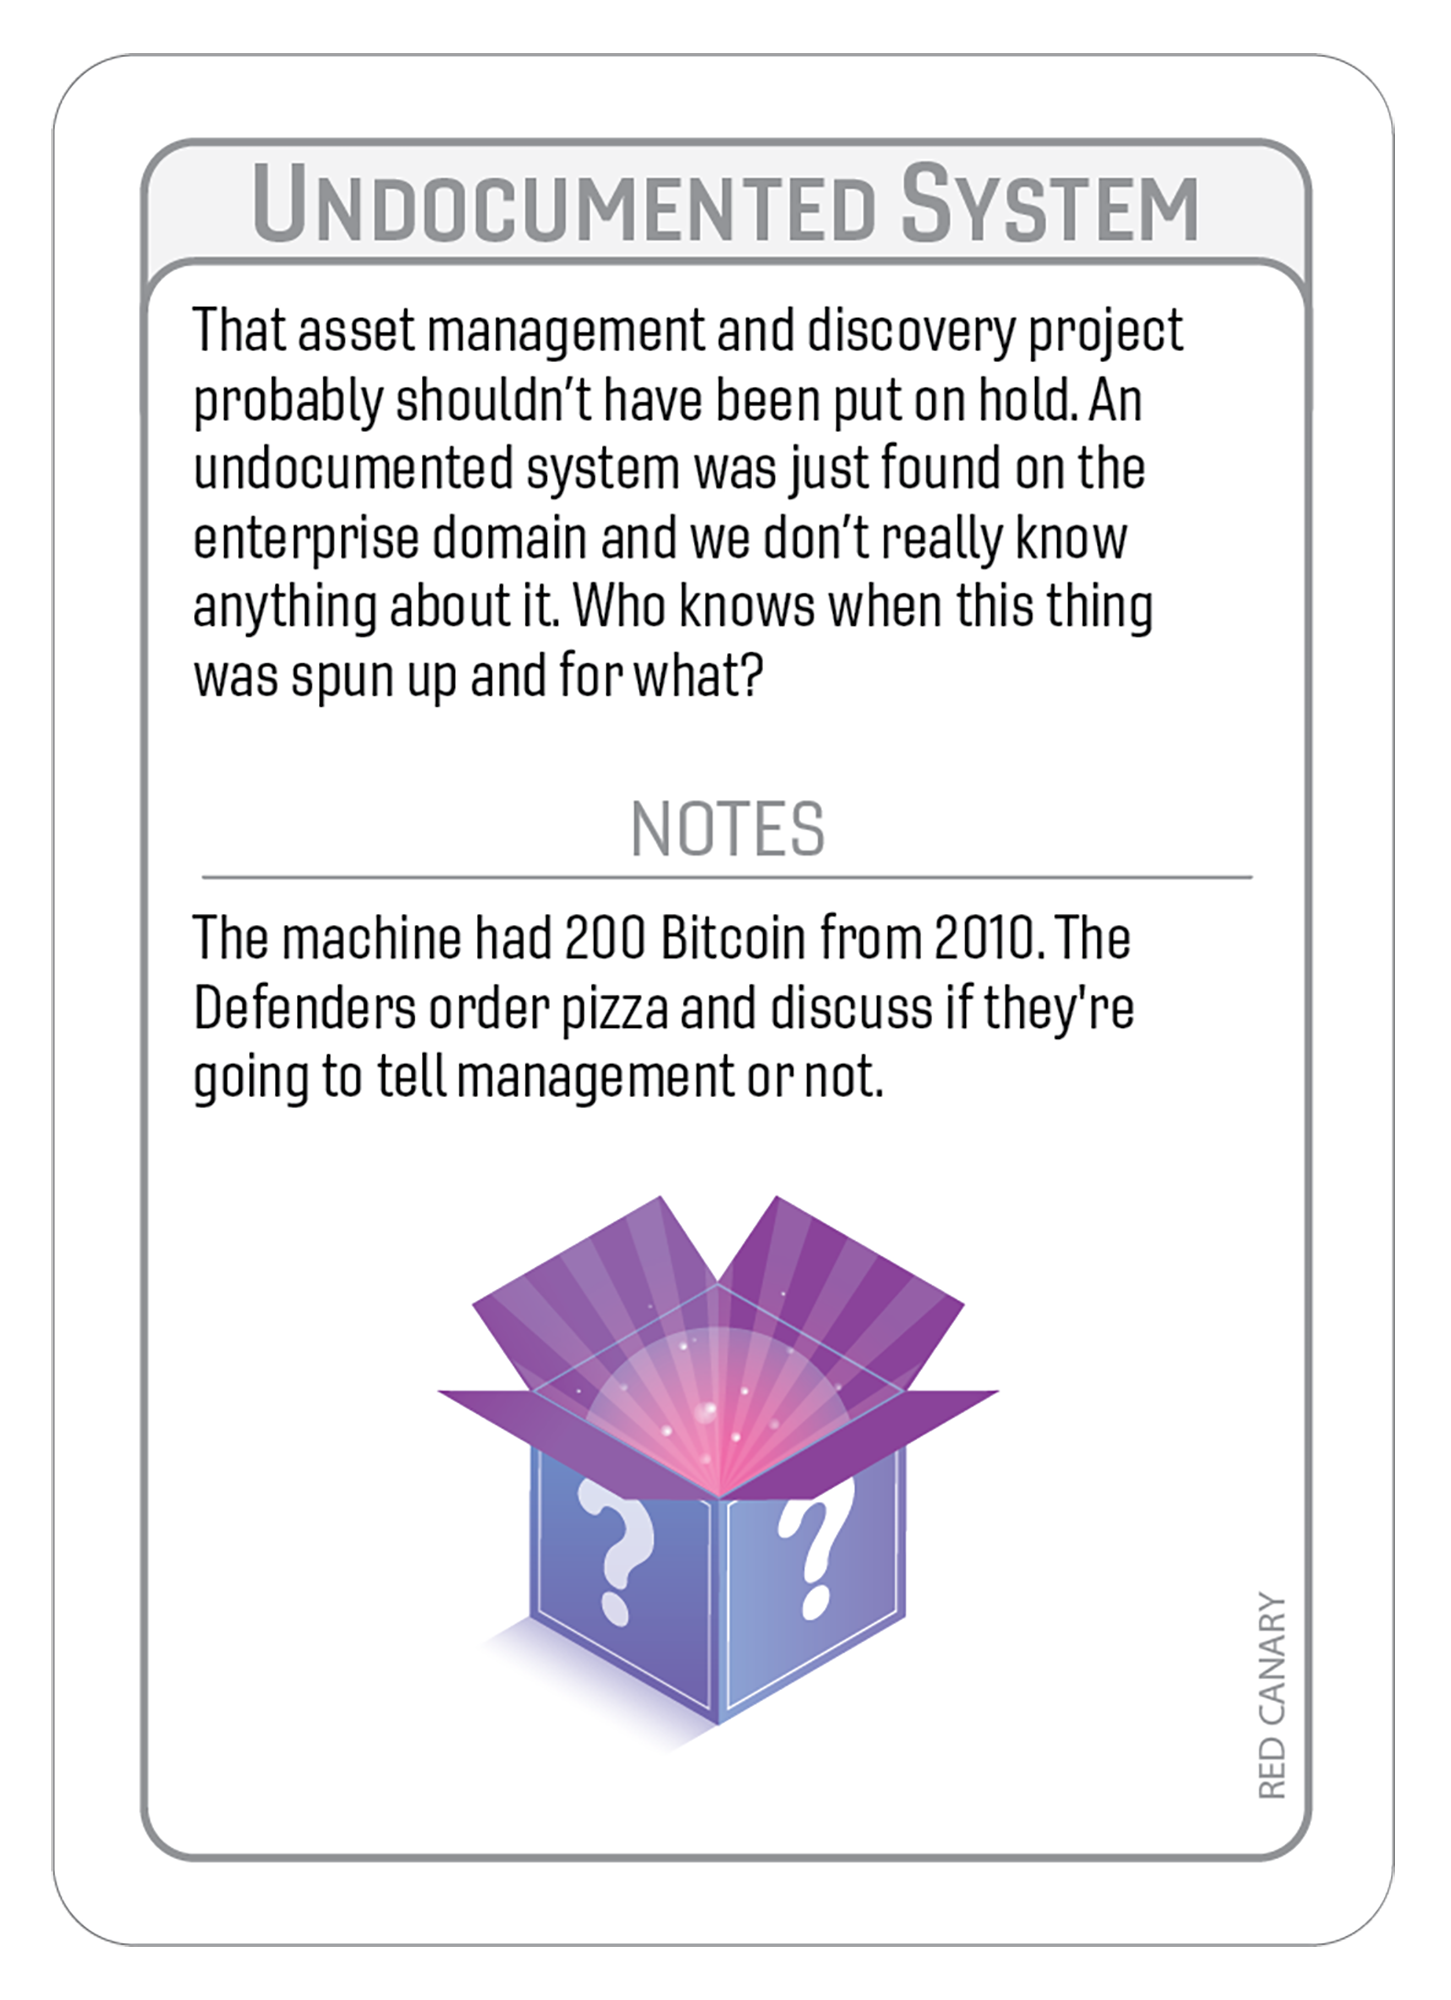 UNDOCUMENTED SYSTEM
That asset management and discovery project
probably shouldn’t have been put on hold. An
undocumented system was just found on the
enterprise domain and we don’t really know
anything about it. Who knows when this thing
was spun up and for what?
NOTES
The machine had 200 Bitcoin from 2010. The
Defenders order pizza and discuss if they're
going to tell management or not.
? ?
RED CANARY